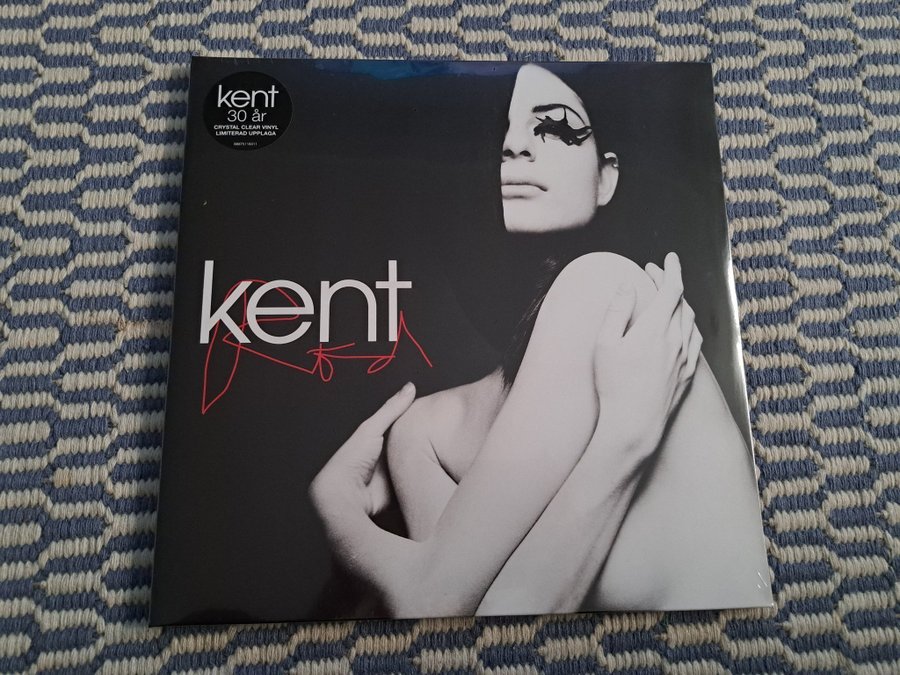 kent
30 år
CRYSTAL CLEAR VINYL
LIMITERAD UPPLAGA
kent
Röd